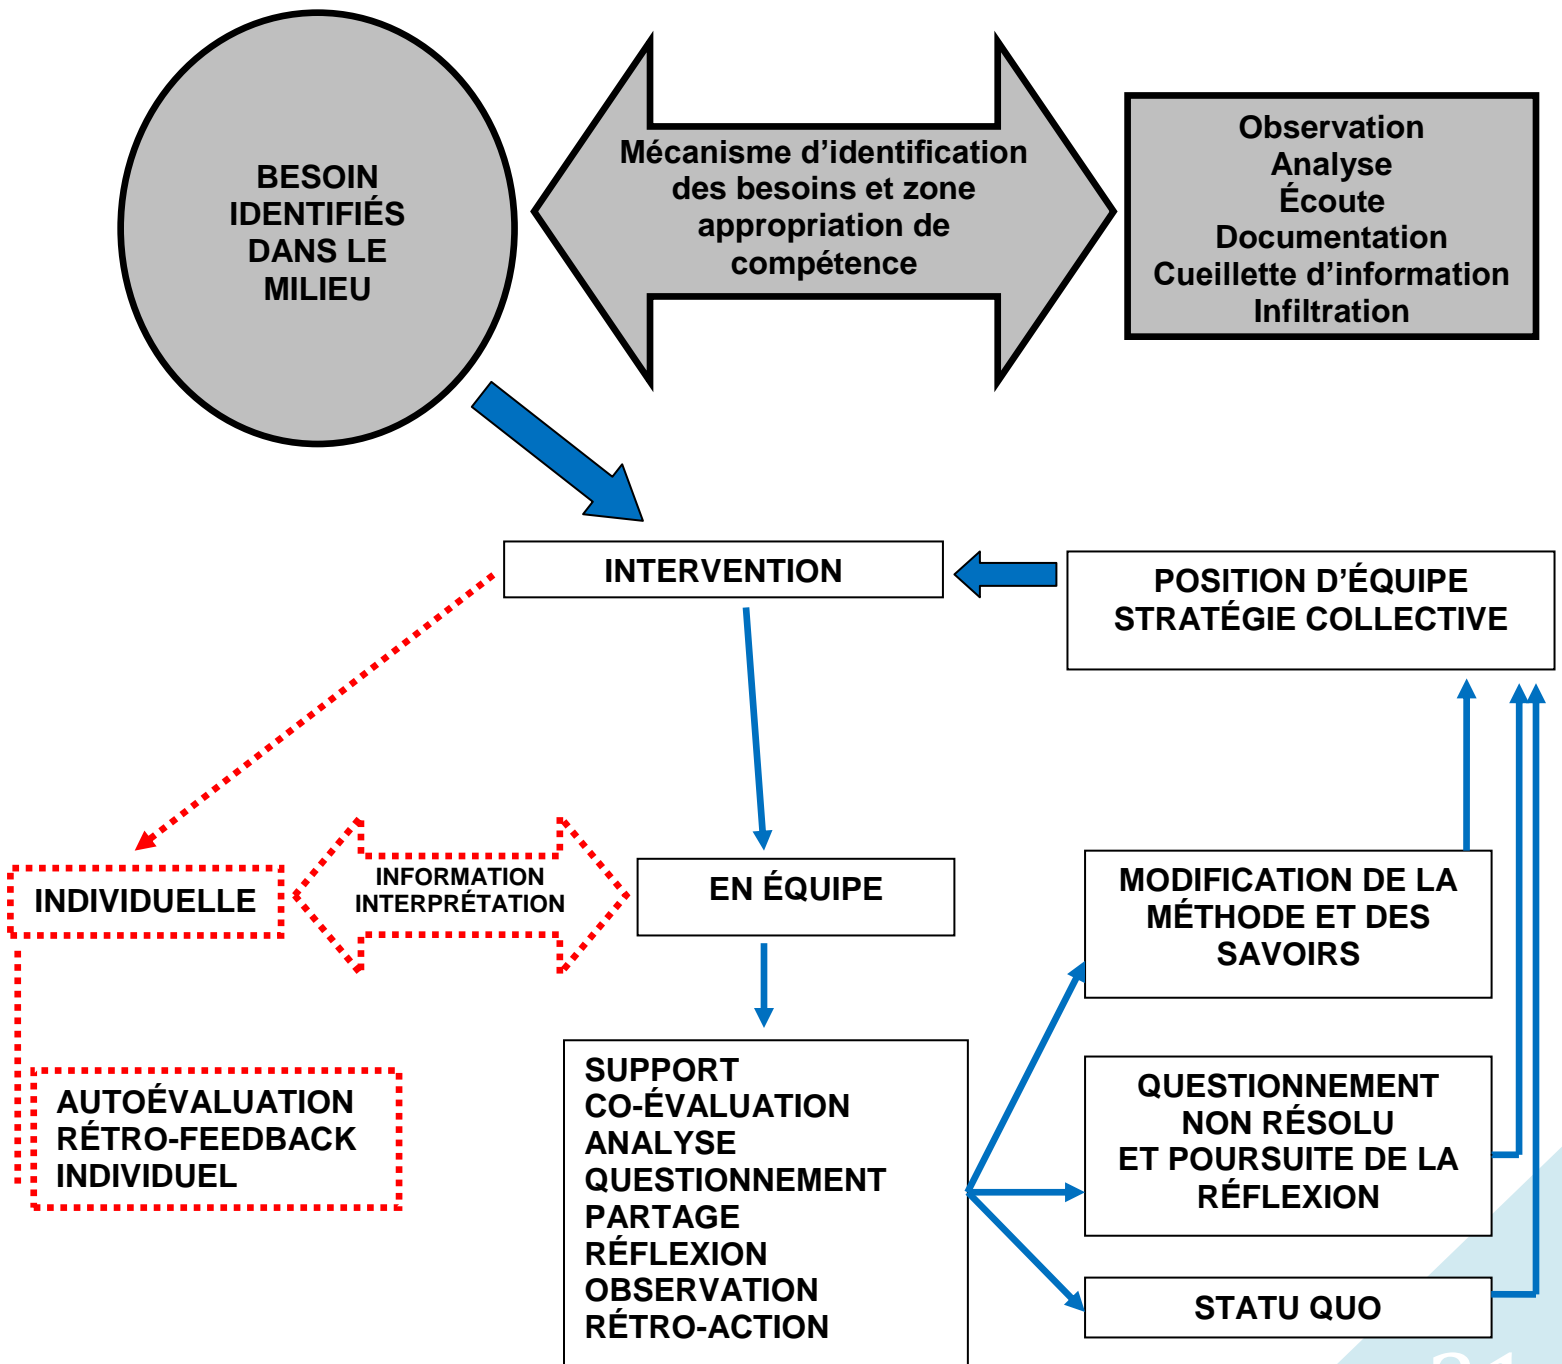 BESOIN
IDENTIFIÉS
DANS LE
MILIEU
Mécanisme d’identification
des besoins et zone
appropriation de
compétence
Observation
Analyse
Écoute
Documentation
Cueillette d’information
Infiltration
INTERVENTION
POSITION D’ÉQUIPE
STRATÉGIE COLLECTIVE
INDIVIDUELLE
INFORMATION
INTERPRÉTATION
EN ÉQUIPE
MODIFICATION DE LA
MÉTHODE ET DES
SAVOIRS
AUTOÉVALUATION
RÉTRO-FEEDBACK
INDIVIDUEL
SUPPORT
CO-ÉVALUATION
ANALYSE
QUESTIONNEMENT
PARTAGE
RÉFLEXION
OBSERVATION
RÉTRO-ACTION
QUESTIONNEMENT
NON RÉSOLU
ET POURSUITE DE LA
RÉFLEXION
STATU QUO